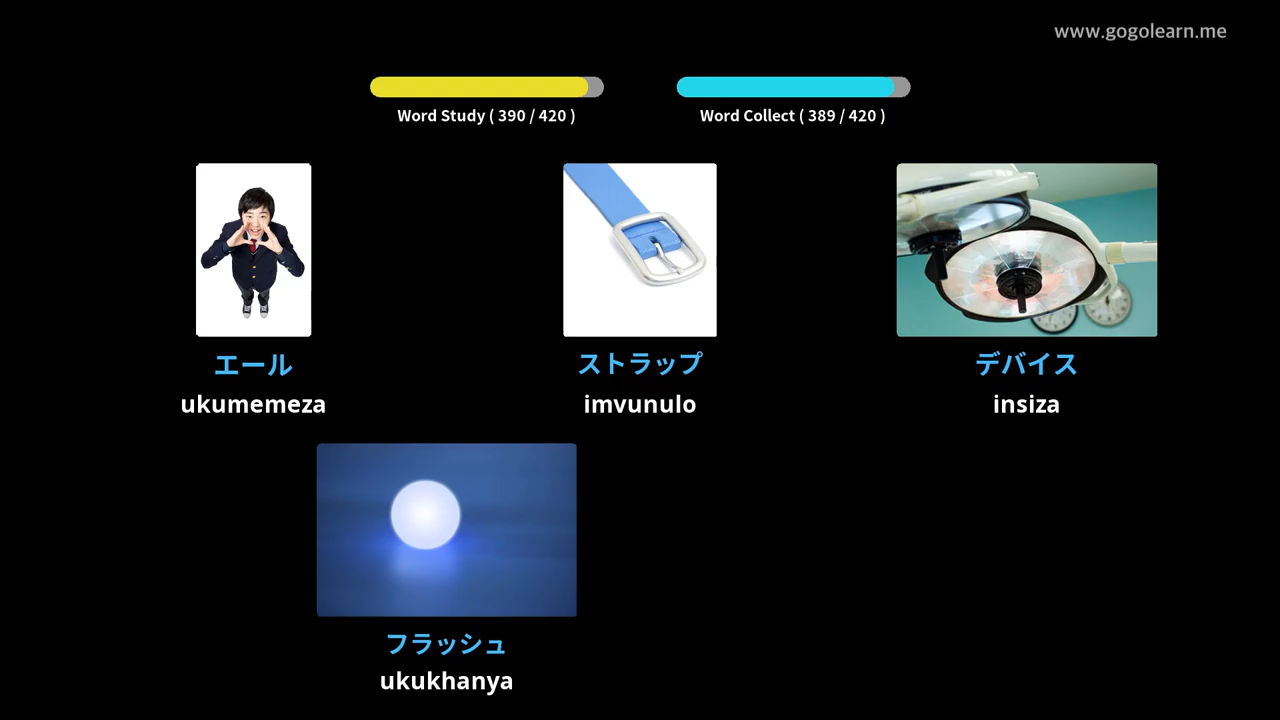 www.gogolearn.me
Word Study ( 390 / 420 )
Word Collect ( 389 / 420 )
エール
ukumemeza
ストラップ
imvunulo
デバイス
insiza
フラッシュ
ukukhanya